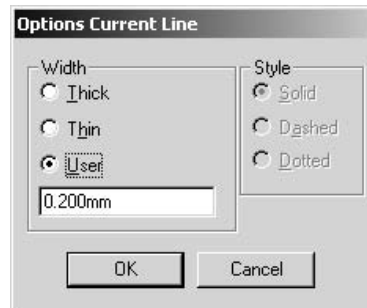 Options Current Line
Width
Thick
Thin
User
0.200mm
Style
Solid
Dashed
Dotted
OK
Cancel